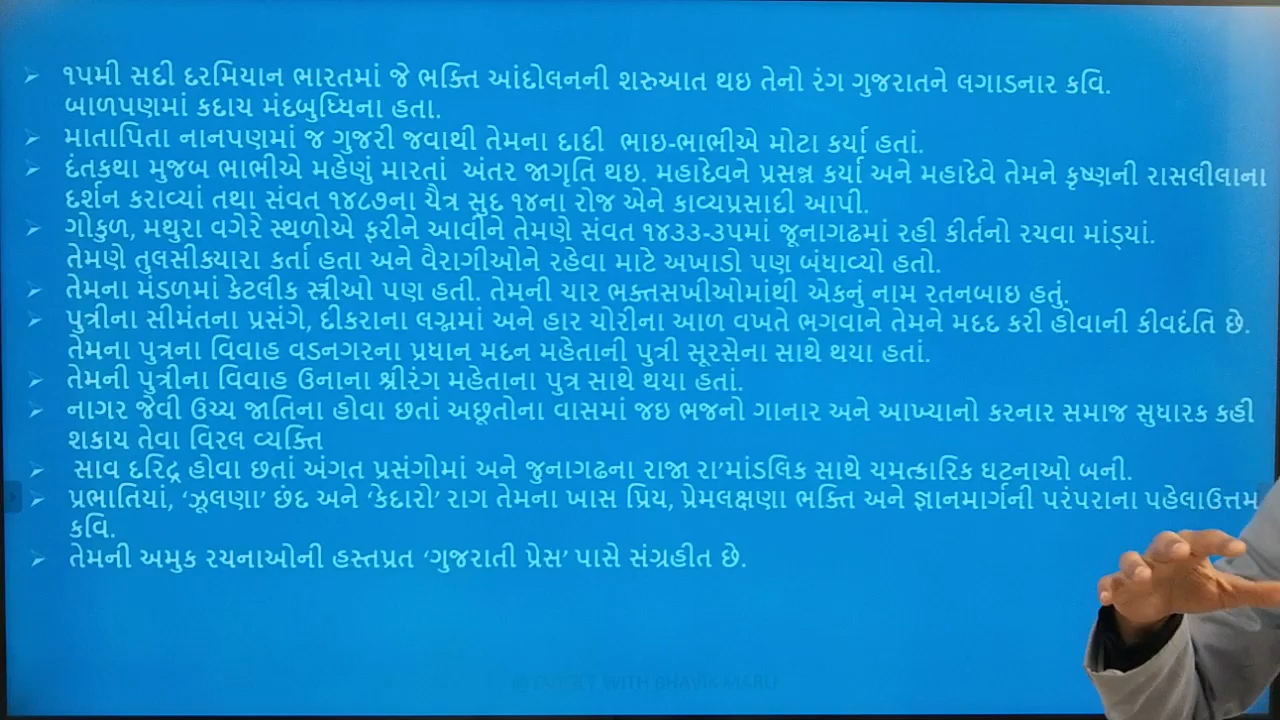 ➢ ૧૫મી સદી દરમિયાન ભારતમાં જે ભક્તિ આંદોલનની શરુઆત થઇ તેનો રંગ ગુજરાતને લગાડનાર કવિ.
બાળપણમાં કદાચ મંદબુધ્ધિના હતા.
➢ માતાપિતા નાનપણમાં જ ગુજરી જવાથી તેમના દાદી ભાઇ-ભાભીએ મોટા કર્યા હતાં.
➢ દંતકથા મુજબ ભાભીએ મહેણું મારતાં અંતર જાગૃતિ થઇ. મહાદેવને પ્રસન્ન કર્યા અને મહાદેવે તેમને કૃષ્ણની રાસલીલાના
દર્શન કરાવ્યાં તથા સંવત ૧૪૮૭ના ચૈત્ર સુદ ૧૪ના રોજ એને કાવ્યપ્રસાદી આપી.
➢ ગોકુળ, મથુરા વગેરે સ્થળોએ ફરીને આવીને તેમણે સંવત ૧૪૩૩-૩૫માં જૂનાગઢમાં રહી કીર્તનો રચવા માંડ્યાં.
તેમણે તુલસીક્યારા કર્તા હતા અને વૈરાગીઓને રહેવા માટે અખાડો પણ બંધાવ્યો હતો.
➢ તેમના મંડળમાં કેટલીક સ્ત્રીઓ પણ હતી. તેમની ચાર ભક્તસખીઓમાંથી એકનું નામ રતનબાઇ હતું.
➢ પુત્રીના સીમંતના પ્રસંગે, દીકરાના લગ્નમાં અને હાર ચોરીના આળ વખતે ભગવાને તેમને મદદ કરી હોવાની કીવદંતિ છે.
તેમના પુત્રના વિવાહ વડનગરના પ્રધાન મદન મહેતાની પુત્રી સૂરસેના સાથે થયા હતાં.
➢ તેમની પુત્રીના વિવાહ ઉનાના શ્રીરંગ મહેતાના પુત્ર સાથે થયા હતાં.
➢ નાગર જેવી ઉચ્ચ જાતિના હોવા છતાં અછૂતોના વાસમાં જઇ ભજનો ગાનાર અને આખ્યાનો કરનાર સમાજ સુધારક કહી
શકાય તેવા વિરલ વ્યક્તિ
➢ સાવ દરિદ્ર હોવા છતાં અંગત પ્રસંગોમાં અને જુનાગઢના રાજા રા'માંડલિક સાથે ચમત્કારિક ઘટનાઓ બની.
➢ પ્રભાતિયાં, ‘ઝૂલણા’ છંદ અને ‘કેદારો’ રાગ તેમના ખાસ પ્રિય, પ્રેમલક્ષણા ભક્તિ અને જ્ઞાનમાર્ગની પરંપરાના પહેલાઉત્તમ
કવિ.
➢ તેમની અમુક રચનાઓની હસ્તપ્રત ‘ગુજરાતી પ્રેસ’ પાસે સંગ્રહીત છે.
WITH BHAVIK MARU